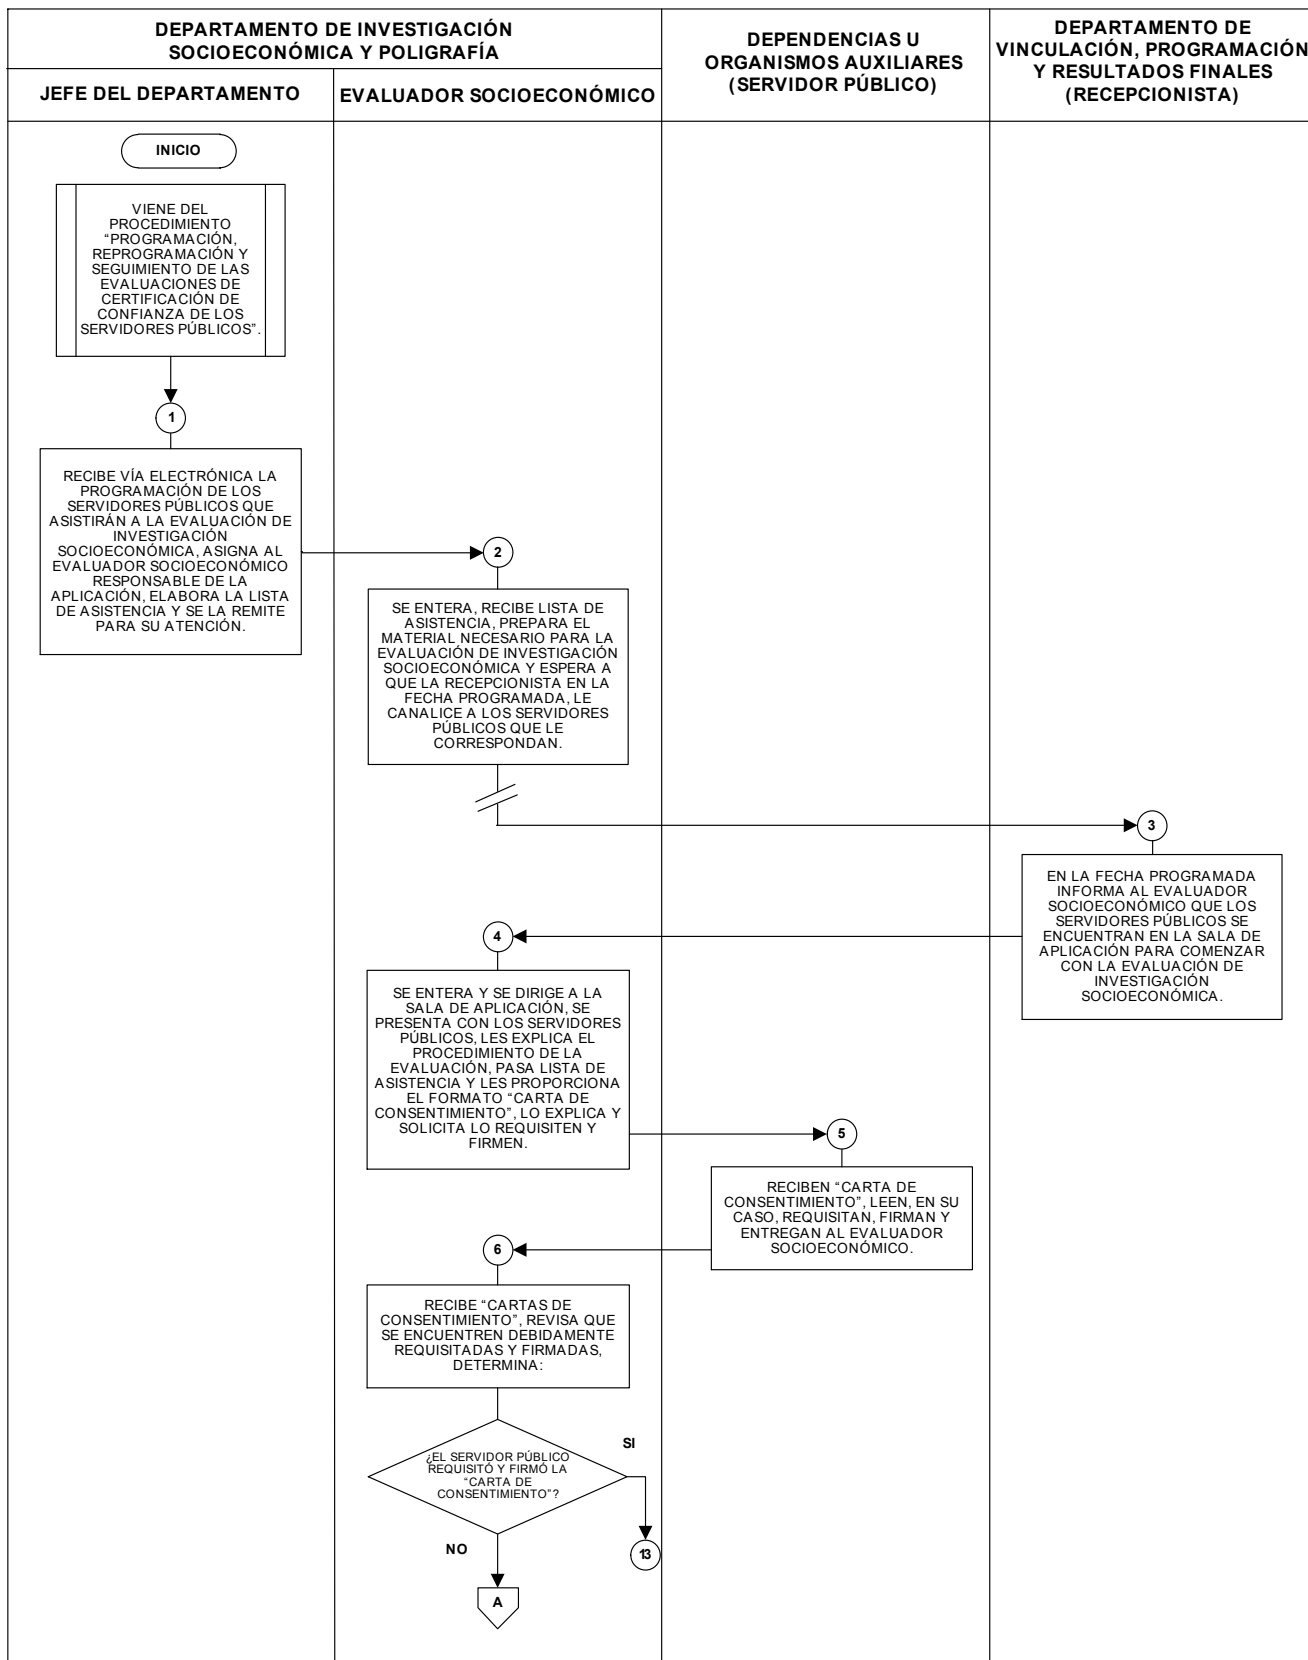 DEPARTAMENTO DE INVESTIGACIÓN
SOCIOECONÓMICA Y POLIGRAFÍA
DEPENDENCIAS U
ORGANISMOS AUXILIARES
(SERVIDOR PÚBLICO)
DEPARTAMENTO DE
VINCULACIÓN, PROGRAMACIÓN
Y RESULTADOS FINALES
(RECEPCIONISTA)
JEFE DEL DEPARTAMENTO
EVALUADOR SOCIOECONÓMICO
INICIO
VIENE DEL
PROCEDIMIENTO
“PROGRAMACIÓN,
REPROGRAMACIÓN Y
SEGUIMIENTO DE LAS
EVALUACIONES DE
CERTIFICACIÓN DE
CONFIANZA DE LOS
SERVIDORES PÚBLICOS”.
1
RECIBE VÍA ELECTRÓNICA LA
PROGRAMACIÓN DE LOS
SERVIDORES PÚBLICOS QUE
ASISTIRÁN A LA EVALUACIÓN DE
INVESTIGACIÓN
SOCIOECONÓMICA, ASIGNA AL
EVALUADOR SOCIOECONÓMICO
RESPONSABLE DE LA
APLICACIÓN, ELABORA LA LISTA
DE ASISTENCIA Y SE LA REMITE
PARA SU ATENCIÓN.
2
SE ENTERA, RECIBE LISTA DE
ASISTENCIA, PREPARA EL
MATERIAL NECESARIO PARA LA
EVALUACIÓN DE INVESTIGACIÓN
SOCIOECONÓMICA Y ESPERA A
QUE LA RECEPCIONISTA EN LA
FECHA PROGRAMADA, LE
CANALICE A LOS SERVIDORES
PÚBLICOS QUE LE
CORRESPONDAN.
3
EN LA FECHA PROGRAMADA
INFORMA AL EVALUADOR
SOCIOECONÓMICO QUE LOS
SERVIDORES PÚBLICOS SE
ENCUENTRAN EN LA SALA DE
APLICACIÓN PARA COMENZAR
CON LA EVALUACIÓN DE
INVESTIGACIÓN
SOCIOECONÓMICA.
4
SE ENTERA Y SE DIRIGE A LA
SALA DE APLICACIÓN, SE
PRESENTA CON LOS SERVIDORES
PÚBLICOS, LES EXPLICA EL
PROCEDIMIENTO DE LA
EVALUACIÓN, PASA LISTA DE
ASISTENCIA Y LES PROPORCIONA
EL FORMATO “CARTA DE
CONSENTIMIENTO”, LO EXPLICA Y
SOLICITA LO REQUISITEN Y
FIRMEN.
5
RECIBEN “CARTA DE
CONSENTIMIENTO”, LEEN, EN SU
CASO, REQUISITAN, FIRMAN Y
ENTREGAN AL EVALUADOR
SOCIOECONÓMICO.
6
RECIBE “CARTAS DE
CONSENTIMIENTO”, REVISA QUE
SE ENCUENTREN DEBIDAMENTE
REQUISITADAS Y FIRMADAS,
DETERMINA:
¿EL SERVIDOR PÚBLICO
REQUISITÓ Y FIRMÓ LA
“CARTA DE
CONSENTIMIENTO”?
SI
13
NO
A